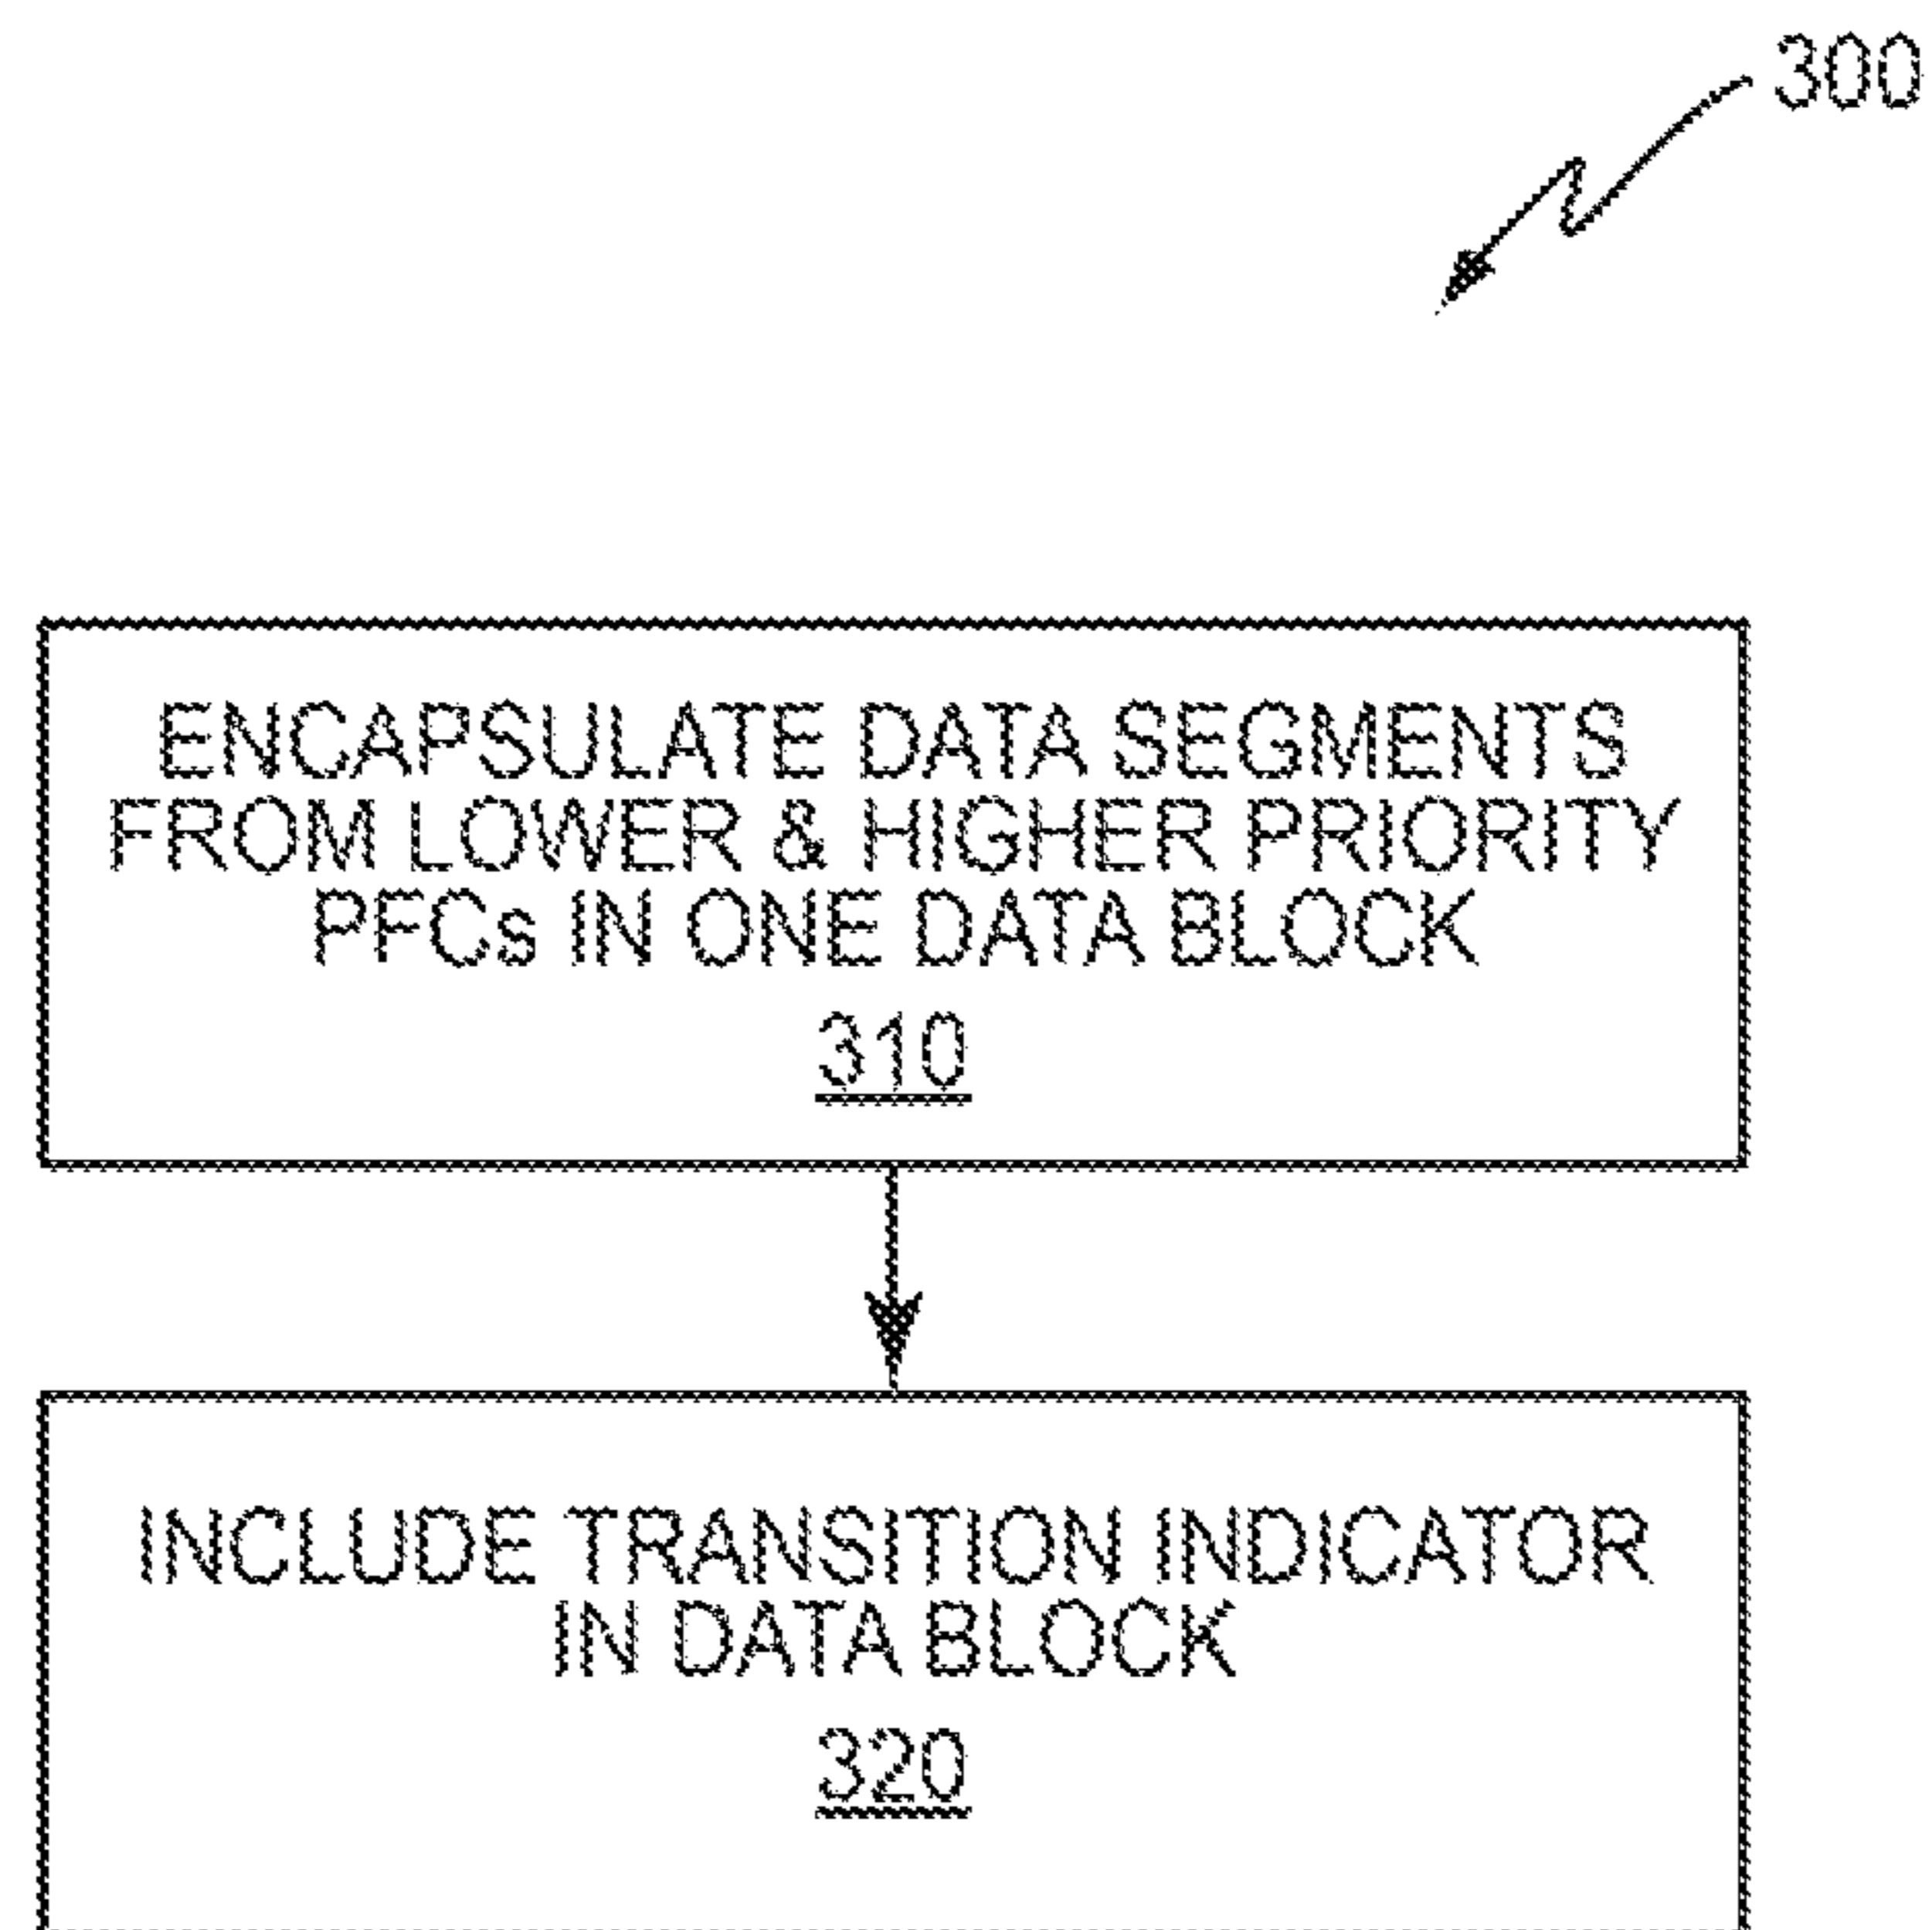 300
ENCAPSULATE DATA SEGMENTS
FROM LOWER & HIGHER PRIORITY
PFCs IN ONE DATA BLOCK
310
INCLUDE TRANSITION INDICATOR
IN DATA BLOCK
320